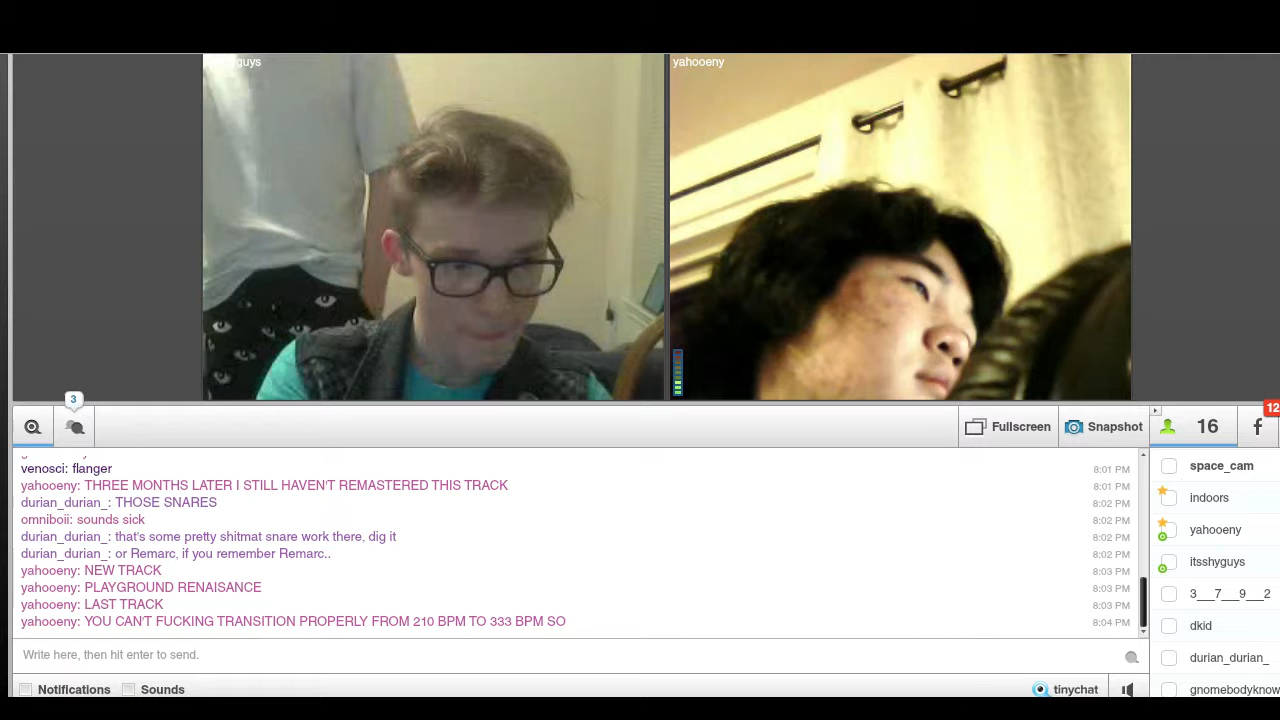 guys
yahooeny
3
12
Fullscreen
Snapshot
16
f
venosci: flanger 8:01 PM
yahooeny: THREE MONTHS LATER I STILL HAVEN'T REMASTERED THIS TRACK 8:01 PM
durian_durian_: THOSE SNARES 8:02 PM
omniboii: sounds sick 8:02 PM
durian_durian_: that's some pretty shitmat snare work there, dig it 8:02 PM
durian_durian_: or Remarc, if you remember Remarc.. 8:02 PM
yahooeny: NEW TRACK 8:03 PM
yahooeny: PLAYGROUND RENAISANCE 8:03 PM
yahooeny: LAST TRACK 8:03 PM
yahooeny: YOU CAN'T FUCKING TRANSITION PROPERLY FROM 210 BPM TO 333 BPM SO 8:04 PM
space_cam
indoors
yahooeny
itsshyguys
3__7__9__2
dkid
durian_durian_
gnomebodyknow
Write here, then hit enter to send.
Notifications
Sounds
tinychat